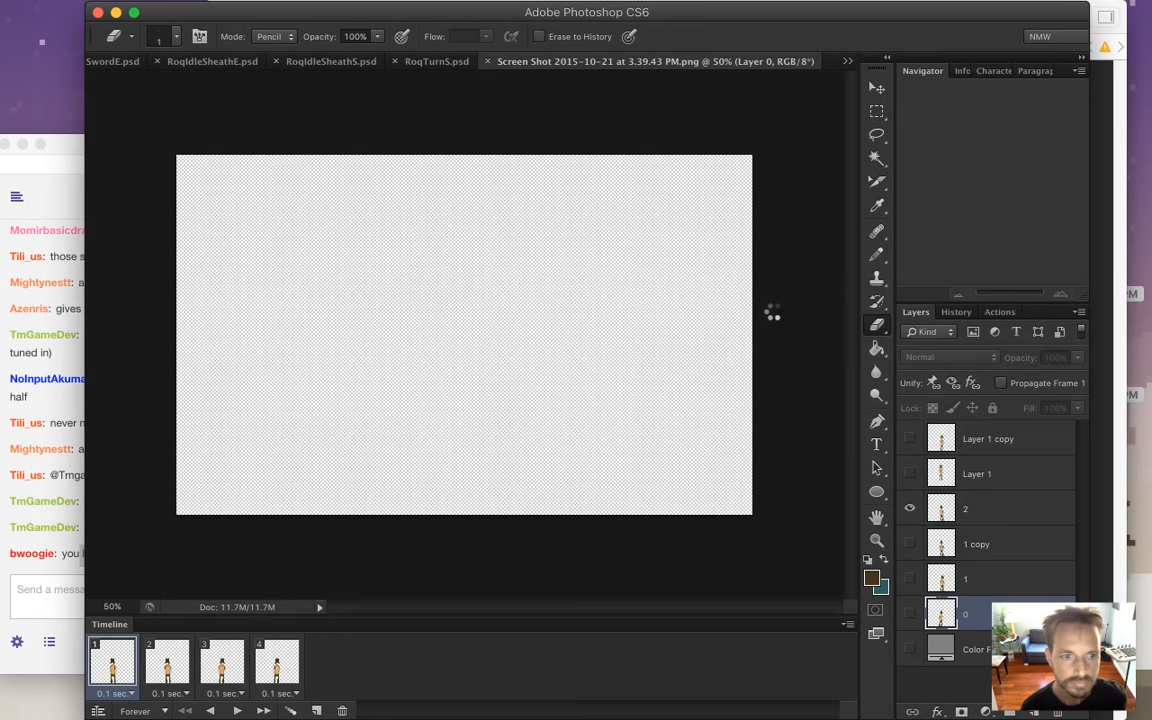 Adobe Photoshop CS6
1
Mode: Pencil
Opacity: 100%
Flow:
Erase to History
NMW
SwordE.psd
RoqIdleSheathE.psd
RoqIdleSheathS.psd
RoqTurnS.psd
Screen Shot 2015-10-21 at 3.39.43 PM.png @ 50% (Layer 0, RGB/8*)
Navigator
Info
Characte
Paragrap
Momirbasicdra
Tili_us: those s
Mightynestt: a
Azenris: gives
TmGameDev:
tuned in)
NoInputAkuma
half
Tili_us: never n
Mightynestt: a
Tili_us: @Tmga
TmGameDev:
TmGameDev:
bwoogie: you l
Send a messa
PM
PM
Layers
History
Actions
Kind
Normal
Opacity: 100%
Unify:
Propagate Frame 1
Lock:
Fill: 100%
Layer 1 copy
Layer 1
2
1 copy
1
0
Color F
50%
Doc: 11.7M/11.7M
Timeline
1
2
3
4
0.1 sec.
0.1 sec.
0.1 sec.
0.1 sec.
Forever